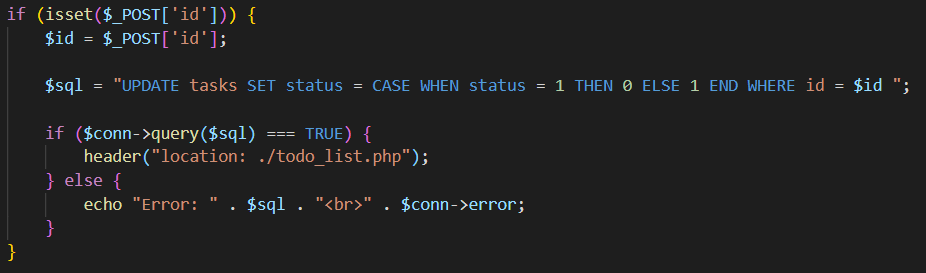 if (isset($_POST['id'])) {
    $id = $_POST['id'];

    $sql = "UPDATE tasks SET status = CASE WHEN status = 1 THEN 0 ELSE 1 END WHERE id = $id ";

    if ($conn->query($sql) === TRUE) {
        header("location: ./todo_list.php");
    } else {
        echo "Error: " . $sql . "<br>" . $conn->error;
    }
}